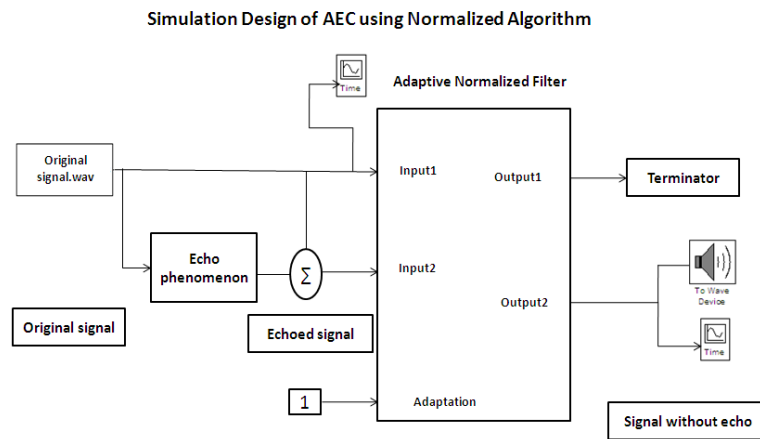 Simulation Design of AEC using Normalized Algorithm
Time
Adaptive Normalized Filter
Original
signal.wav
Input1
Output1
Terminator
Echo
phenomenon
Σ
Input2
To Wave
Device
Output2
Original signal
Echoed signal
Time
1
Adaptation
Signal without echo